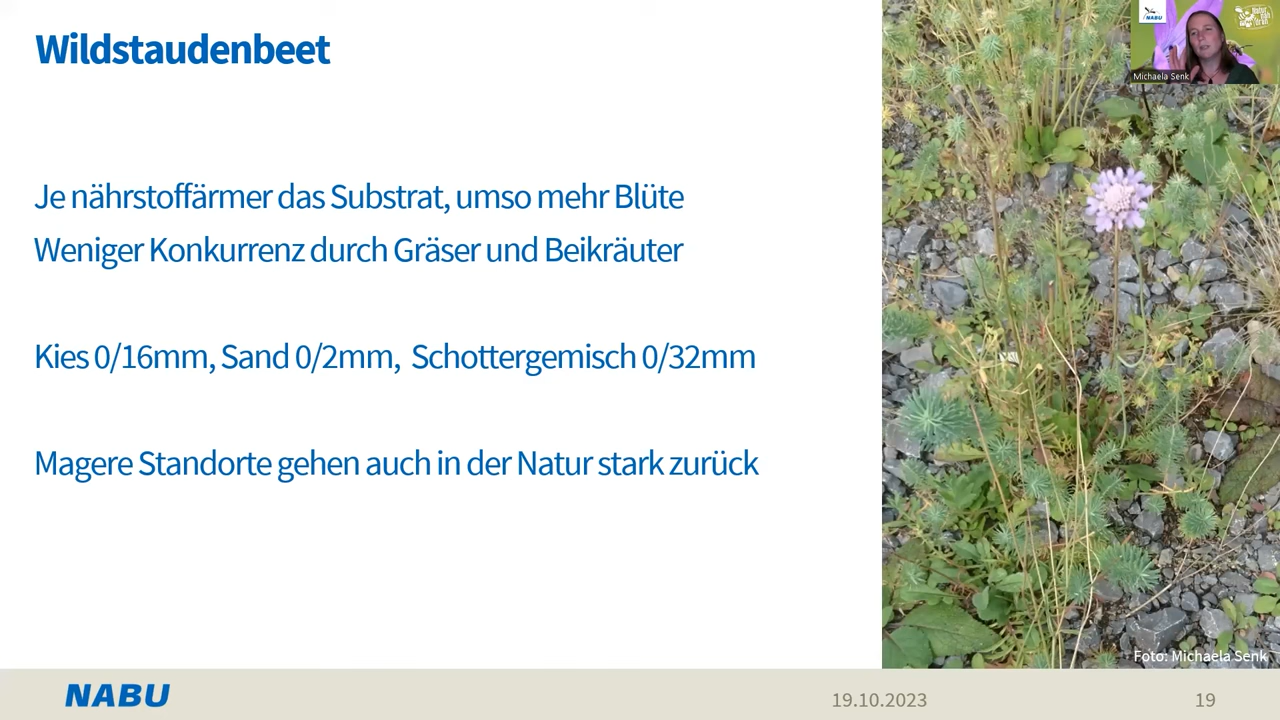 Wildstaudenbeet
Je nährstoffärmer das Substrat, umso mehr Blüte
Weniger Konkurrenz durch Gräser und Beikräuter
Kies 0/16mm, Sand 0/2mm, Schottergemisch 0/32mm
Magere Standorte gehen auch in der Natur stark zurück
NABU
Michaela Senk
Foto: Michaela Senk
NABU
19.10.2023
19